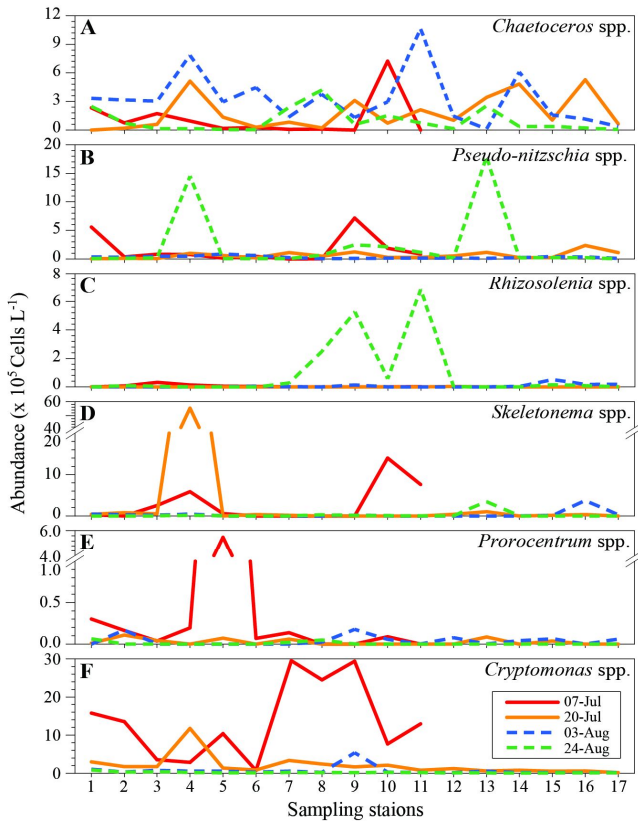 A
Chaetoceros spp.
12
9
6
3
0
B
Pseudo-nitzschia spp.
20
15
10
5
0
C
Rhizosolenia spp.
8
6
4
2
0
D
Skeletonema spp.
60
40
20
0
E
Prorocentrum spp.
6.0
4.0
1.0
0.5
0.0
F
Cryptomonas spp.
30
20
10
0
07-Jul
20-Jul
03-Aug
24-Aug
1 2 3 4 5 6 7 8 9 10 11 12 13 14 15 16 17
Sampling staions
Abundance (x 10⁵ Cells L⁻¹)